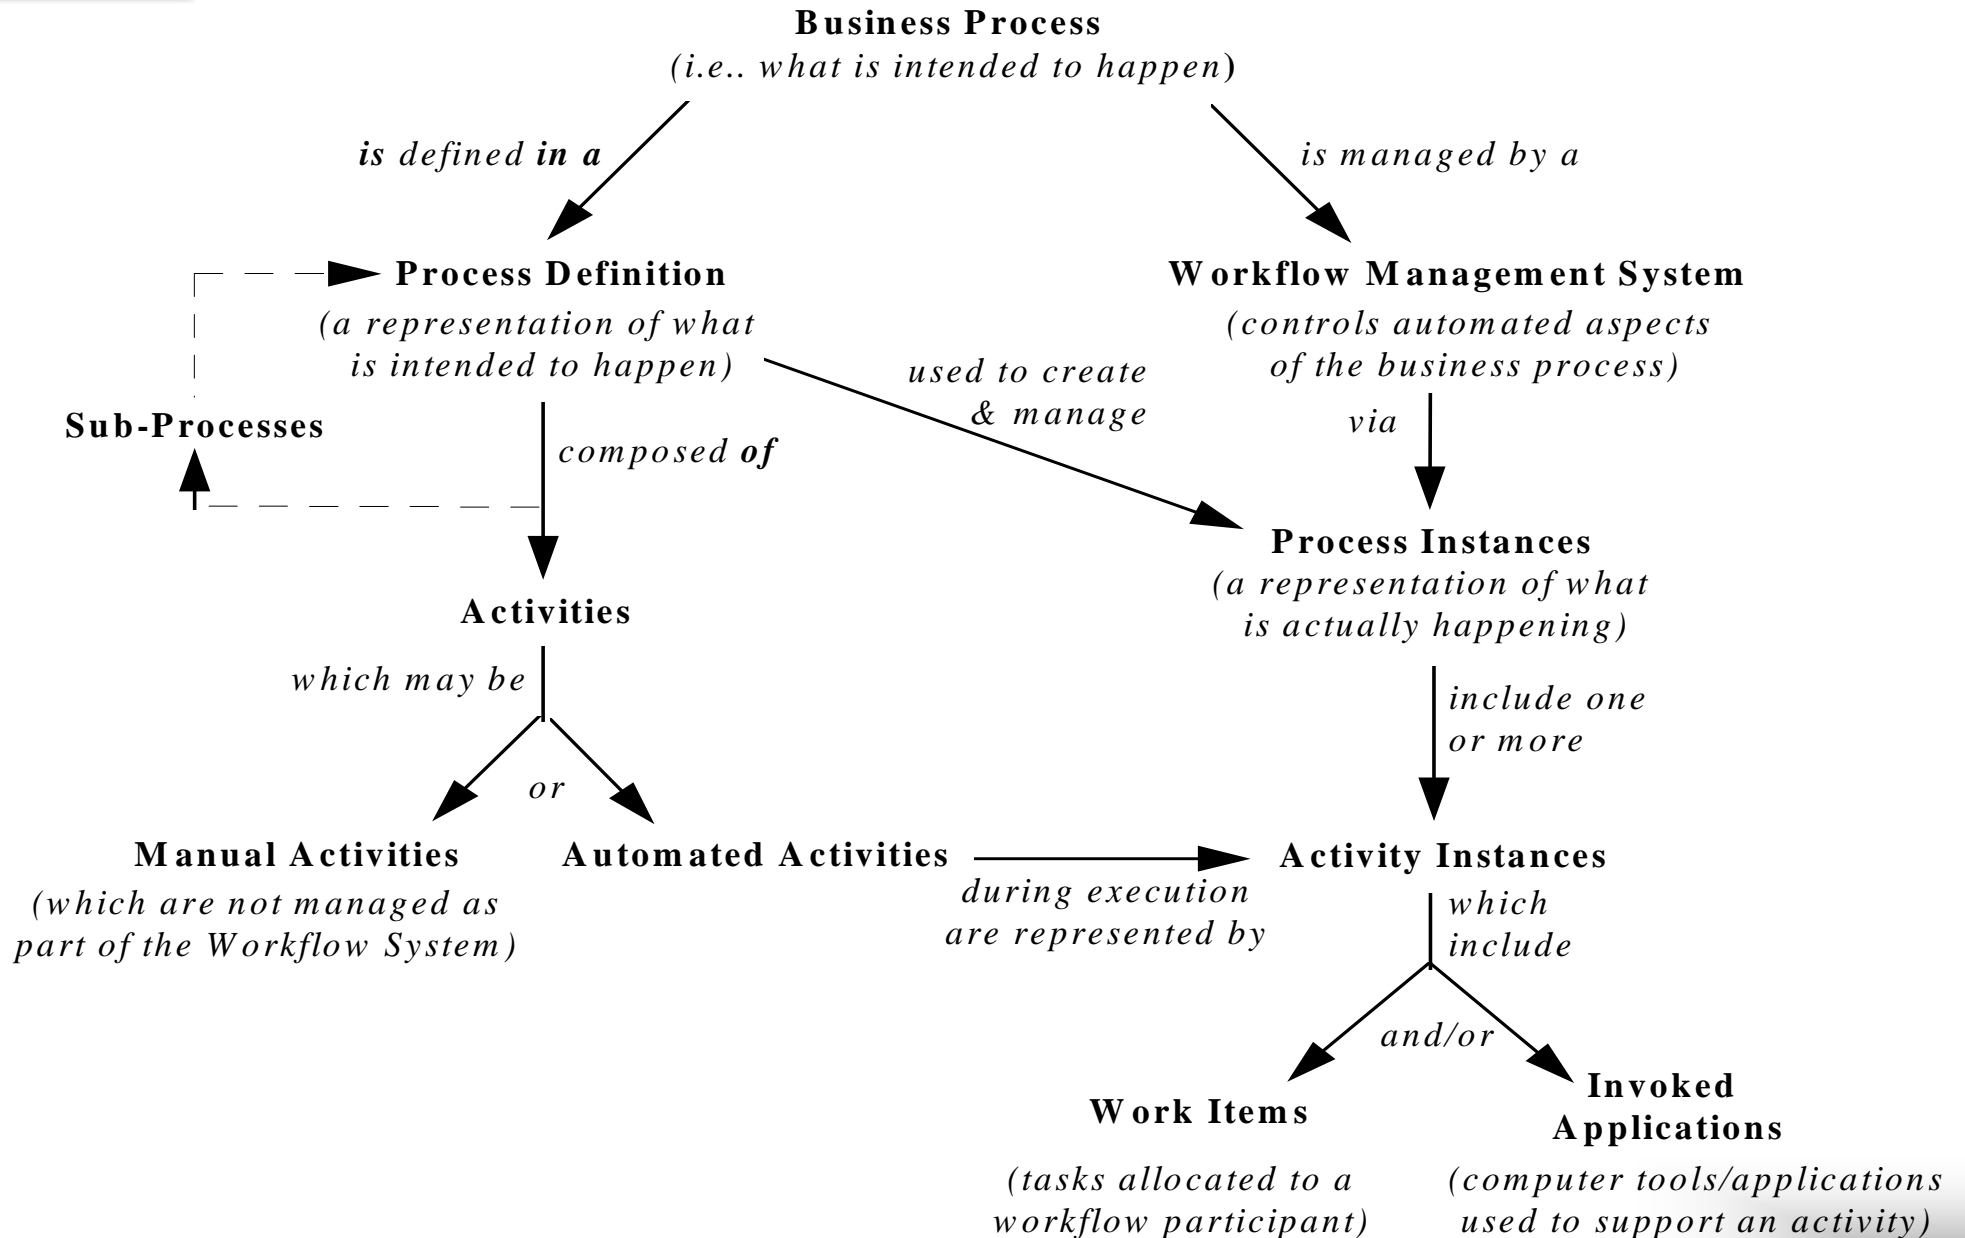 Business Process
(i.e.. what is intended to happen)
is defined in a
is managed by a
Process Definition
(a representation of what
is intended to happen)
Workflow Management System
(controls automated aspects
of the business process)
used to create
& manage
via
Sub-Processes
composed of
Process Instances
(a representation of what
is actually happening)
Activities
which may be
include one
or more
or
Manual Activities
(which are not managed as
part of the Workflow System)
Automated Activities
during execution
are represented by
Activity Instances
which
include
and/or
Work Items
(tasks allocated to a
workflow participant)
Invoked
Applications
(computer tools/applications
used to support an activity)